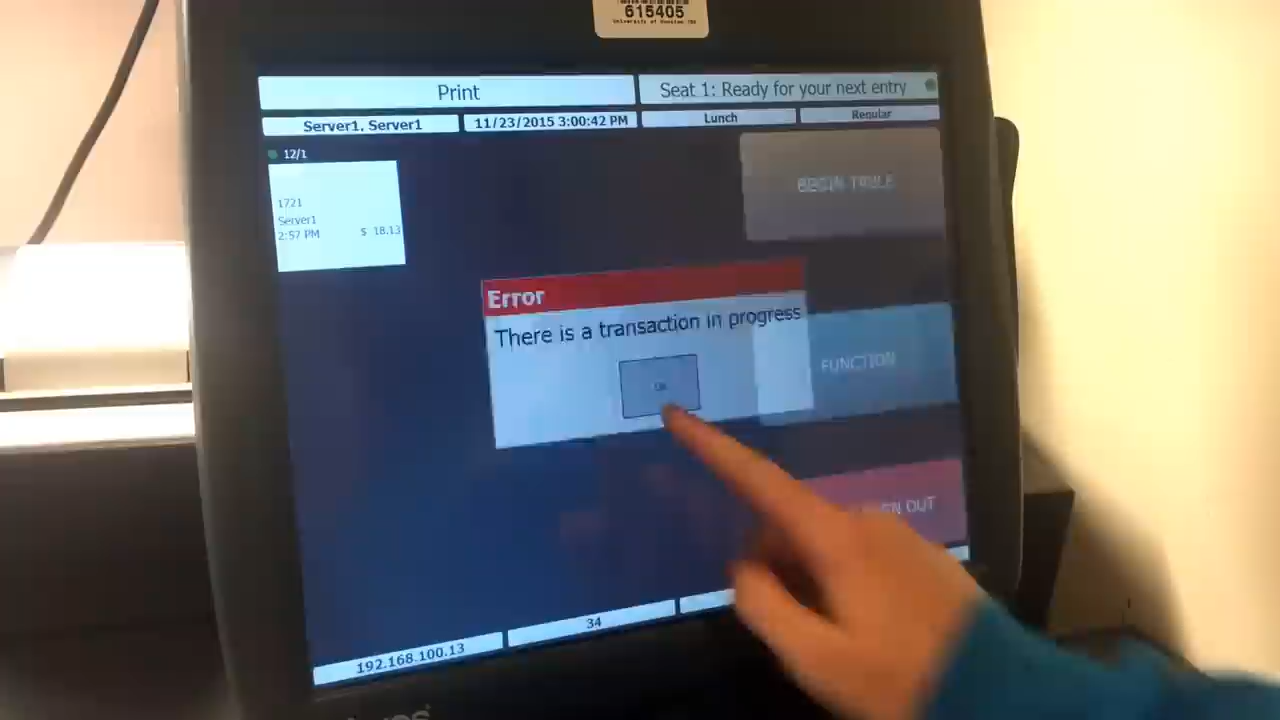 615405
Print
Seat 1: Ready for your next entry
Server1, Server1
11/23/2015 3:00:42 PM
Lunch
Regular
12/1
1721
Server1
2:57 PM $ 18.13
BEGIN TABLE
Error
There is a transaction in progress
OK
FUNCTION
OUT
34
192.168.100.13